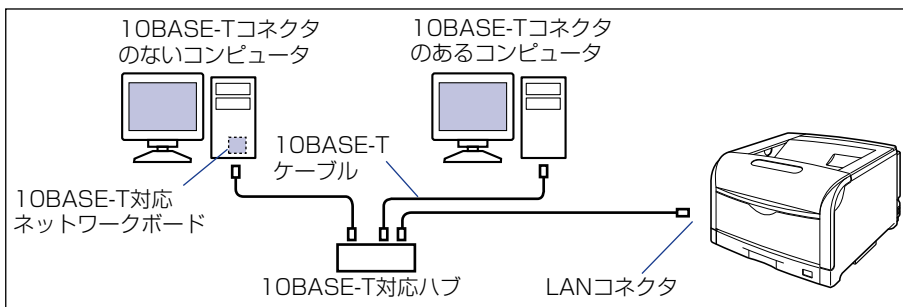 10BASE-Tコネクタ
のないコンピュータ
10BASE-Tコネクタ
のあるコンピュータ
10BASE-T
ケーブル
10BASE-T対応
ネットワークボード
10BASE-T対応ハブ
LANコネクタ